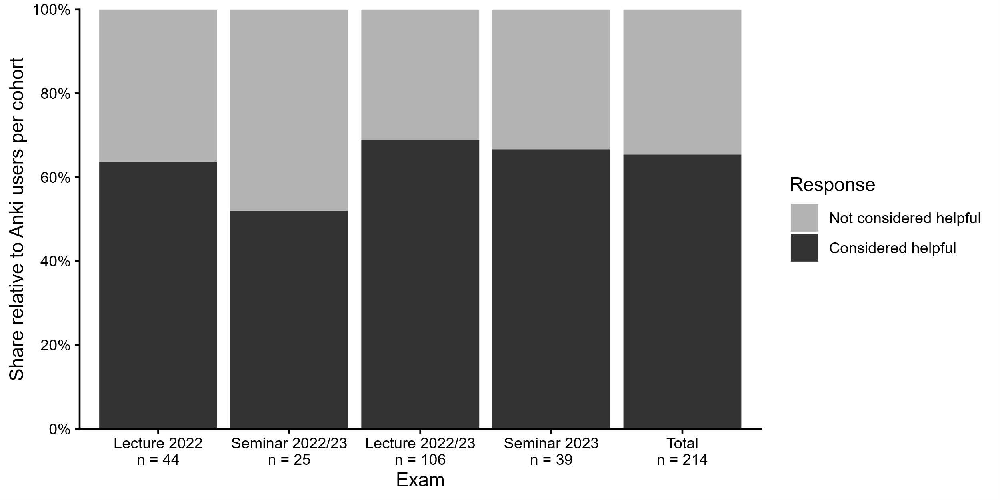 Share relative to Anki users per cohort
100%
80%
60%
40%
20%
0%
Lecture 2022
n = 44
Seminar 2022/23
n = 25
Lecture 2022/23
n = 106
Seminar 2023
n = 39
Total
n = 214
Exam
Response
Not considered helpful
Considered helpful